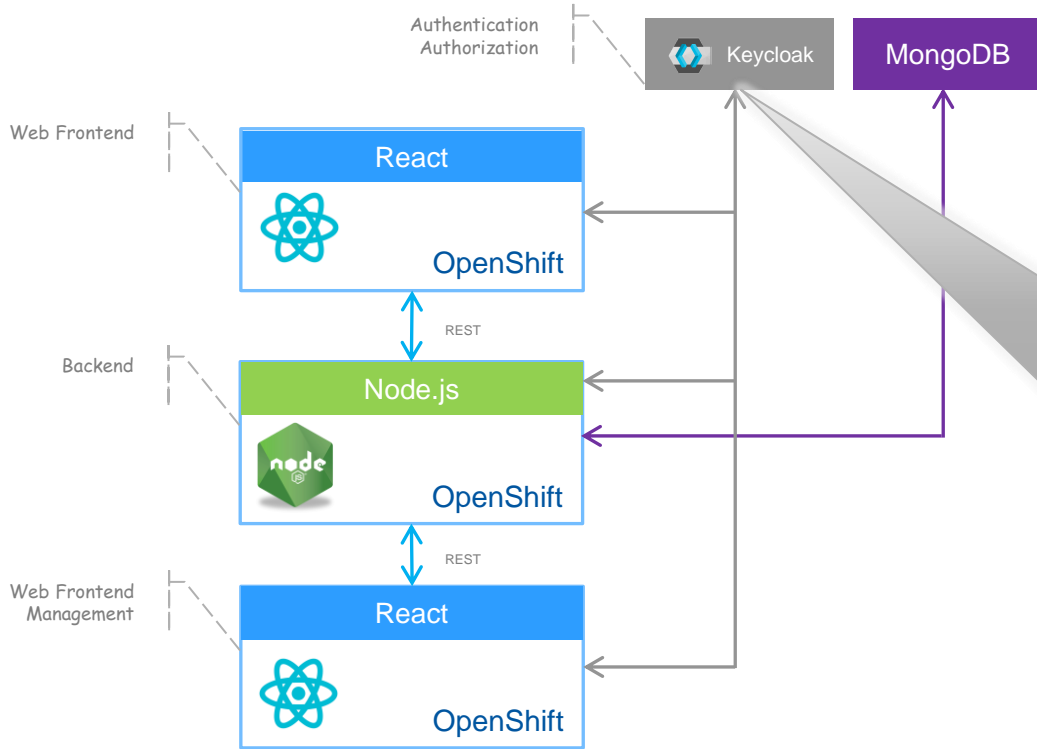 Authentication
Authorization
Keycloak
MongoDB
Web Frontend
React
OpenShift
REST
Backend
Node.js
node
JS
OpenShift
REST
Web Frontend
Management
React
OpenShift